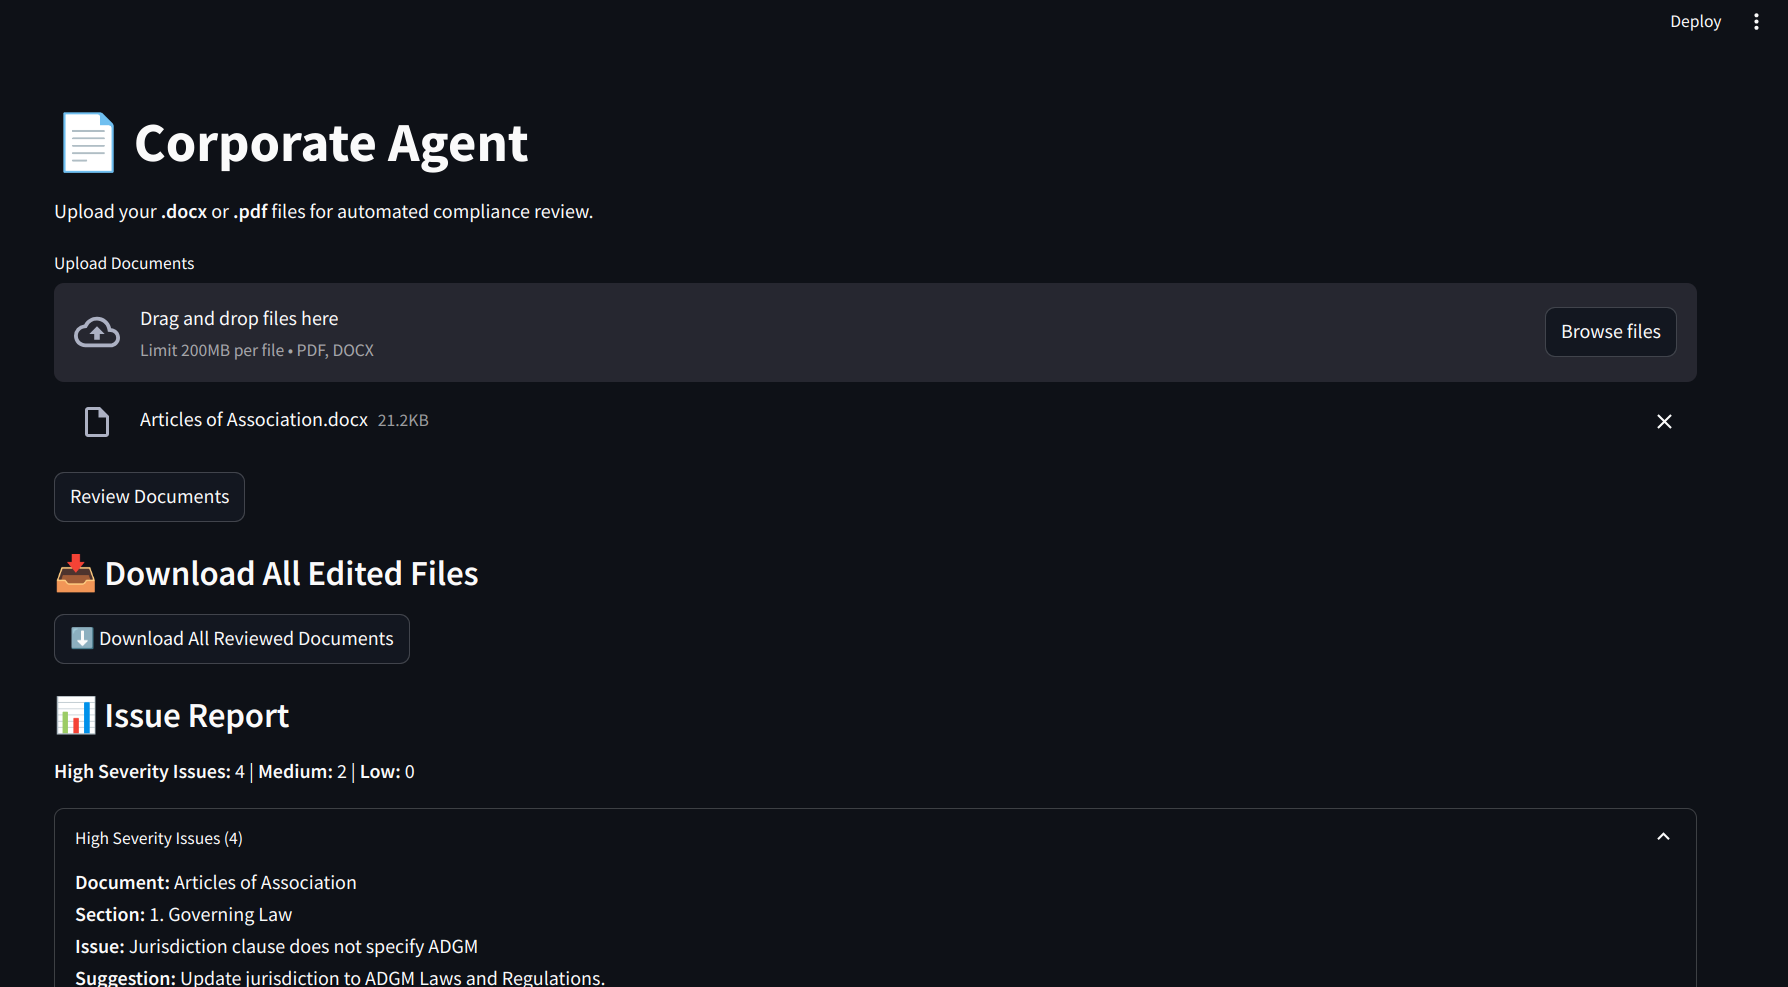 Deploy
Corporate Agent
Upload your .docx or .pdf files for automated compliance review.
Upload Documents
Drag and drop files here
Limit 200MB per file • PDF, DOCX
Browse files
Articles of Association.docx 21.2KB
Review Documents
Download All Edited Files
Download All Reviewed Documents
Issue Report
High Severity Issues: 4 | Medium: 2 | Low: 0
High Severity Issues (4)
Document: Articles of Association
Section: 1. Governing Law
Issue: Jurisdiction clause does not specify ADGM
Suggestion: Update jurisdiction to ADGM Laws and Regulations.